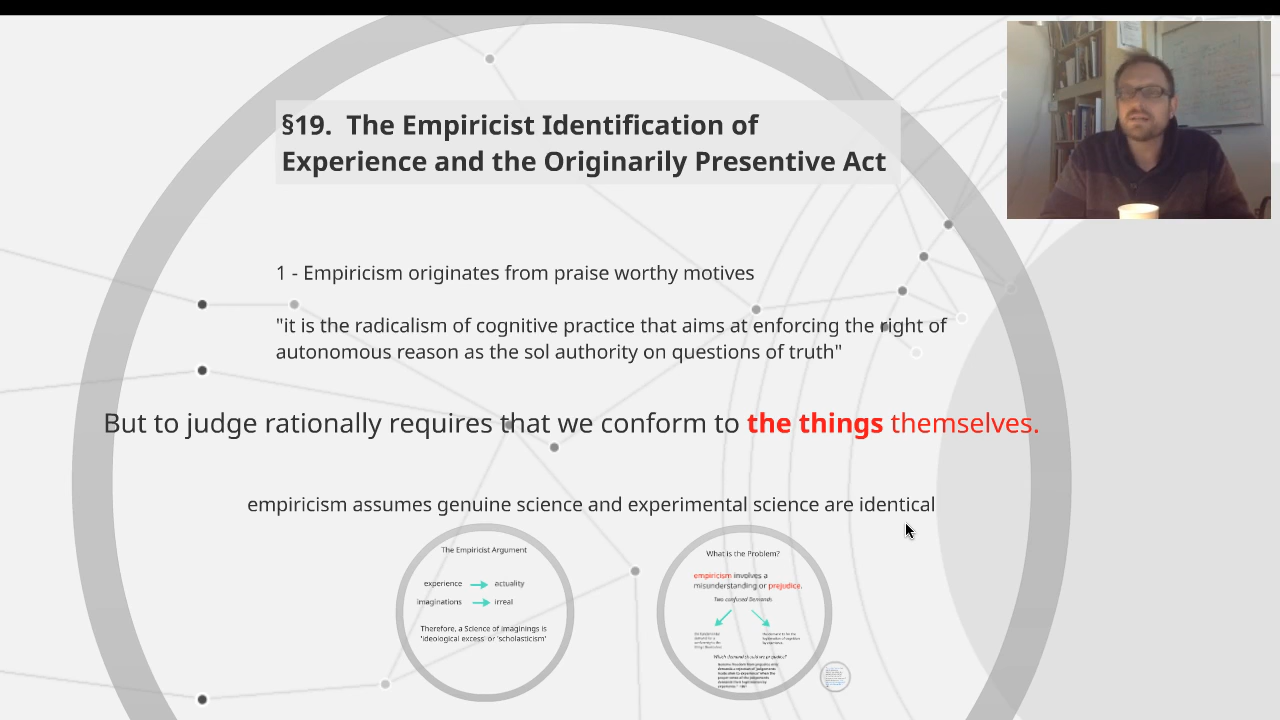 §19. The Empiricist Identification of
Experience and the Originarily Presentive Act
1 - Empiricism originates from praise worthy motives
"it is the radicalism of cognitive practice that aims at enforcing the right of
autonomous reason as the sol authority on questions of truth"
But to judge rationally requires that we conform to the things themselves.
empiricism assumes genuine science and experimental science are identical
The Empiricist Argument
experience actuality
imaginations irreal
Therefore, a Science of Imaginings is
'ideological excess' or 'scholasticism'
What is the Problem?
empiricism involves a
misunderstanding or prejudice.
Two confused Demands.
Which demand should we prejudice?